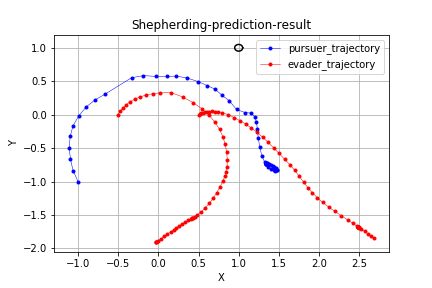 Shepherding-prediction-result
pursuer_trajectory
evader_trajectory
1.0
0.5
0.0
−0.5
−1.0
−1.5
−2.0
Y
−1.0 −0.5 0.0 0.5 1.0 1.5 2.0 2.5
X